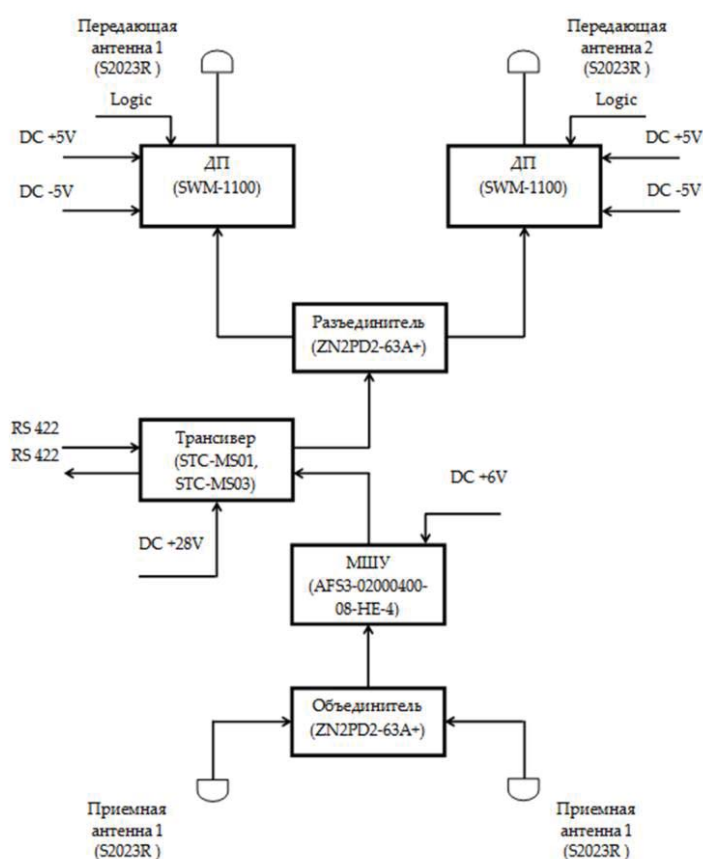 Передающая
антенна 1
(S2023R )
Передающая
антенна 2
(S2023R )
Logic
Logic
DC +5V
DC -5V
ДП
(SWM-1100)
ДП
(SWM-1100)
DC +5V
DC -5V
Разъединитель
(ZN2PD2-63A+)
RS 422
RS 422
Трансивер
(STC-MS01,
STC-MS03)
DC +28V
DC +6V
МШУ
(AFS3-02000400-
08-HE-4)
Объединитель
(ZN2PD2-63A+)
Приемная
антенна 1
(S2023R )
Приемная
антенна 1
(S2023R )